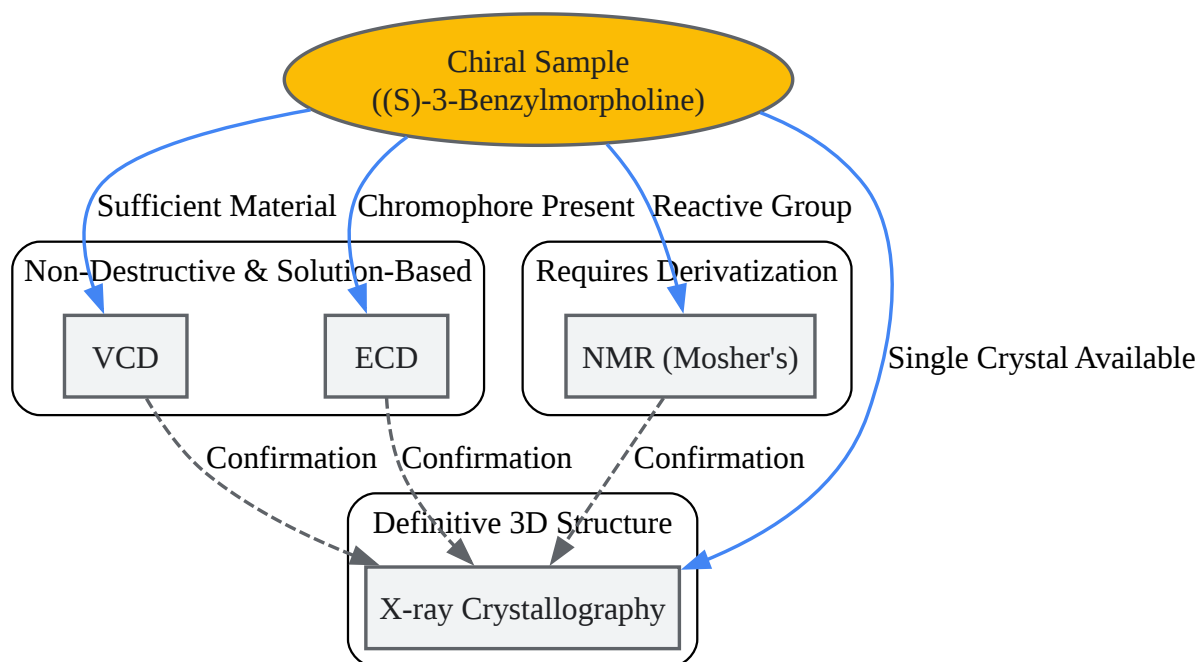 Chiral Sample
((S)-3-Benzylmorpholine)
Sufficient Material
Chromophore Present
Reactive Group
Non-Destructive & Solution-Based
Requires Derivatization
VCD
ECD
NMR (Mosher's)
Single Crystal Available
Confirmation
Confirmation
Confirmation
Definitive 3D Structure
X-ray Crystallography